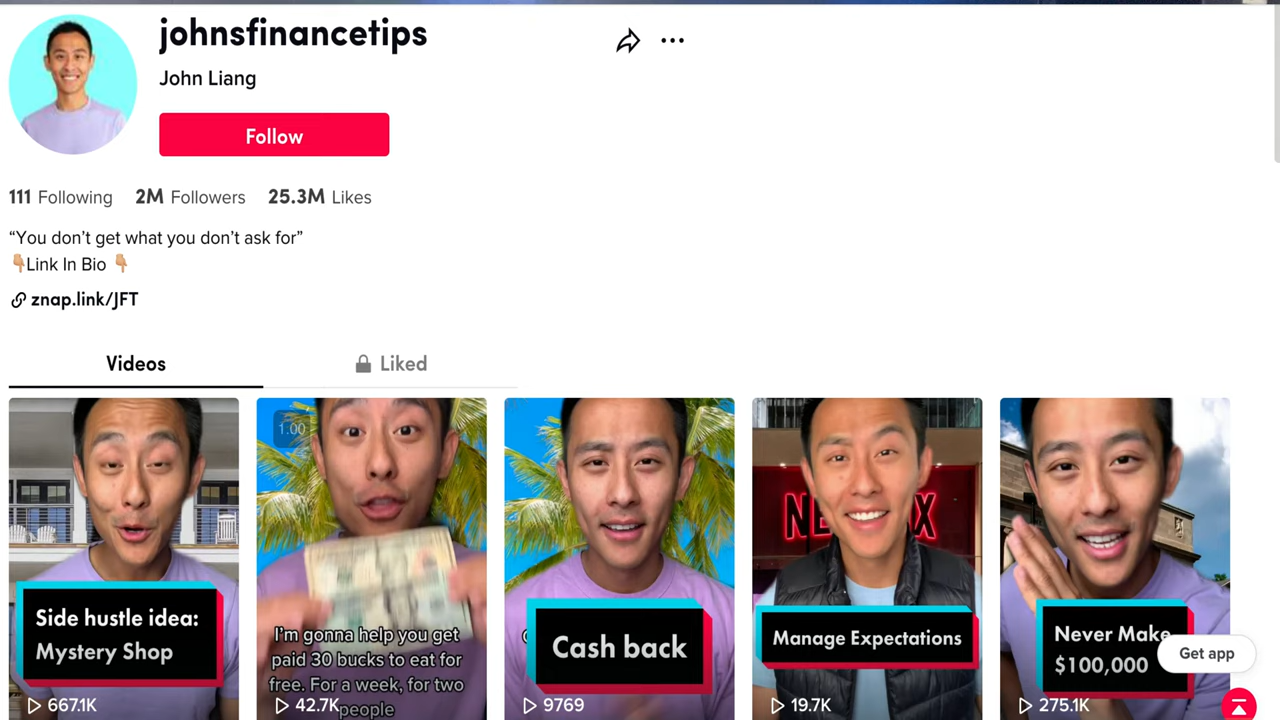 johnsfinancetips
John Liang
Follow
111 Following 2M Followers 25.3M Likes
“You don’t get what you don’t ask for”
👇🏼Link In Bio 👇🏼
znap.link/JFT
Videos
Liked
Side hustle idea:
Mystery Shop
667.1K
1.00
I'm gonna help you get
paid 30 bucks to eat for
free. For a week, for two
people
42.7K
Cash back
9769
Manage Expectations
19.7K
Never Make
$100,000
275.1K
Get app